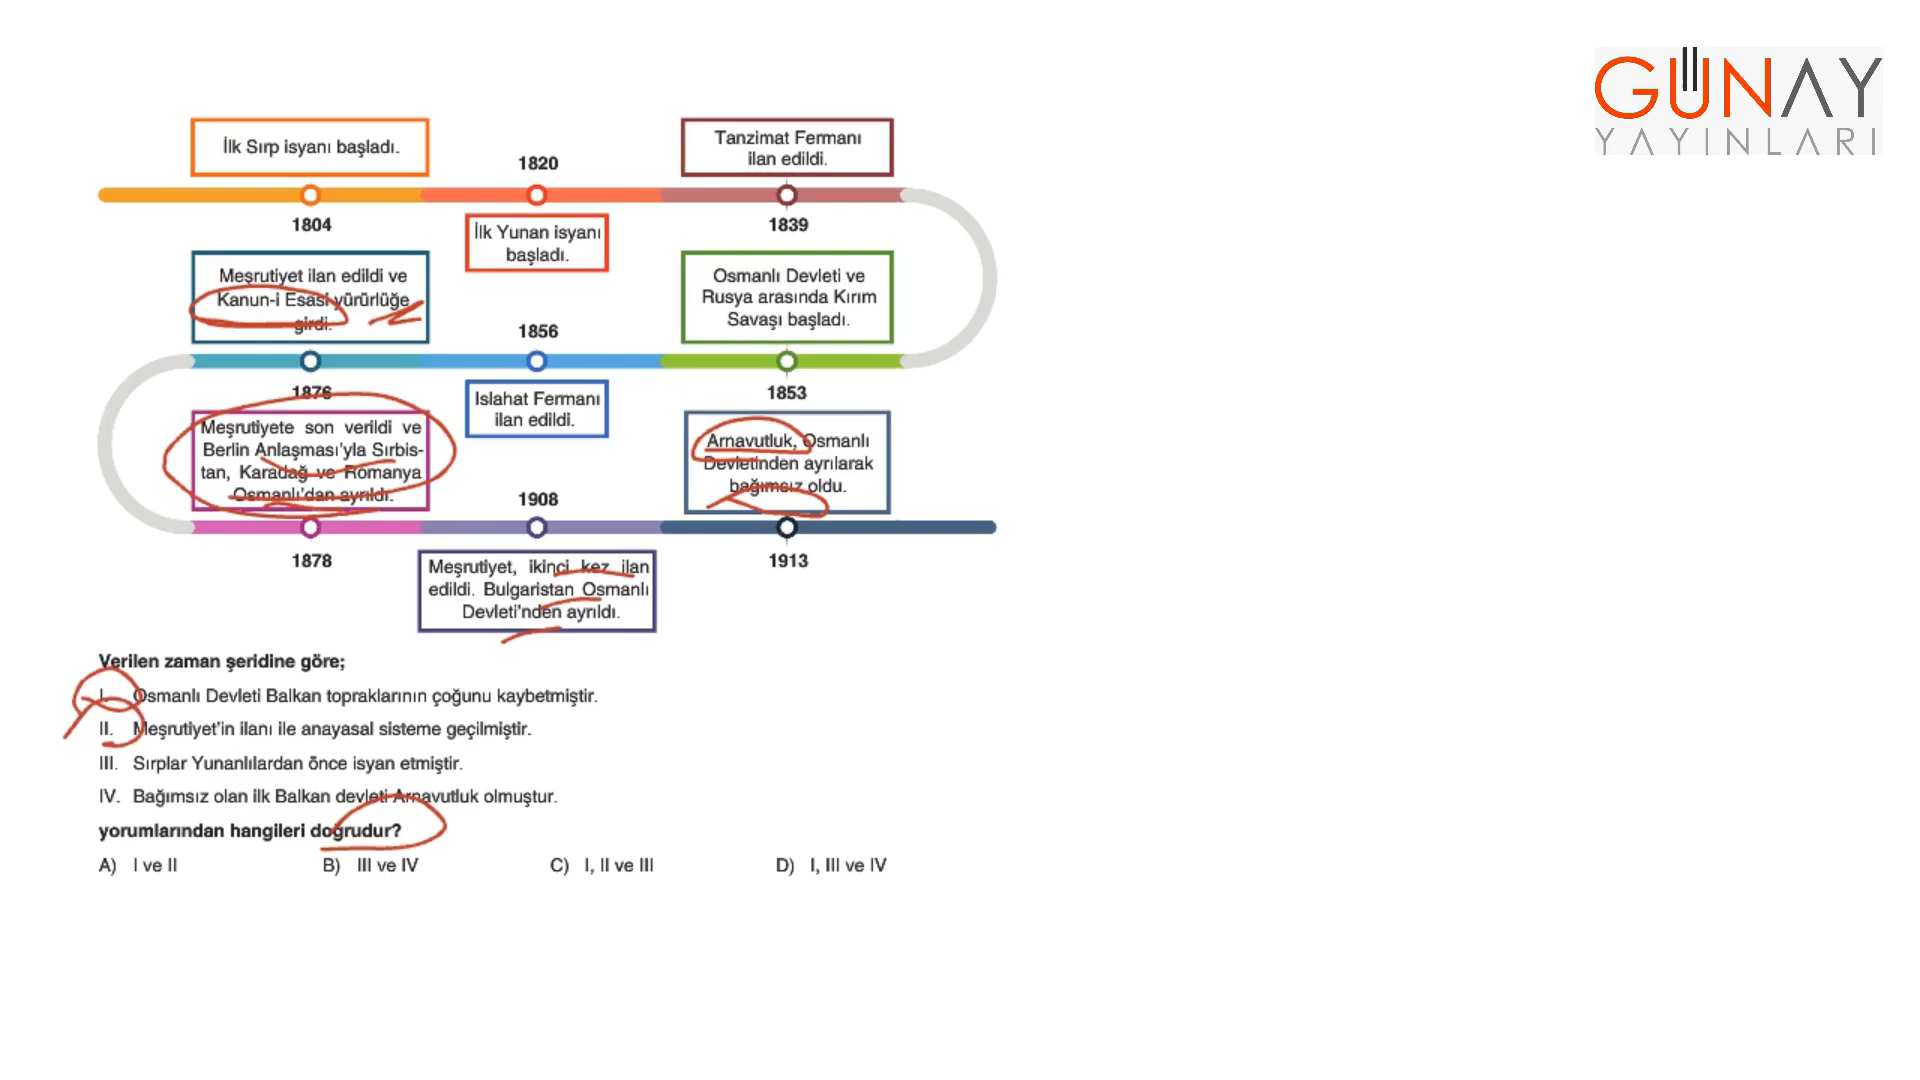 GÜNAY
YAYINLARI
İlk Sırp isyanı başladı.
1804
1820
İlk Yunan isyanı
başladı.
Tanzimat Fermanı
ilan edildi.
1839
Meşrutiyet ilan edildi ve
Kanun-i Esasi yürürlüğe
girdi.
1876
1856
Islahat Fermanı
ilan edildi.
Osmanlı Devleti ve
Rusya arasında Kırım
Savaşı başladı.
1853
Meşrutiyete son verildi ve
Berlin Anlaşması'yla Sırbis-
tan, Karadağ ve Romanya
Osmanlı'dan ayrıldı.
1878
1908
Meşrutiyet, ikinci kez ilan
edildi. Bulgaristan Osmanlı
Devleti'nden ayrıldı.
Arnavutluk, Osmanlı
Devletinden ayrılarak
bağımsız oldu.
1913
Verilen zaman şeridine göre;
I. Osmanlı Devleti Balkan topraklarının çoğunu kaybetmiştir.
II. Meşrutiyet'in ilanı ile anayasal sisteme geçilmiştir.
III. Sırplar Yunanlılardan önce isyan etmiştir.
IV. Bağımsız olan ilk Balkan devleti Arnavutluk olmuştur.
yorumlarından hangileri doğrudur?
A) I ve II B) III ve IV C) I, II ve III D) I, III ve IV